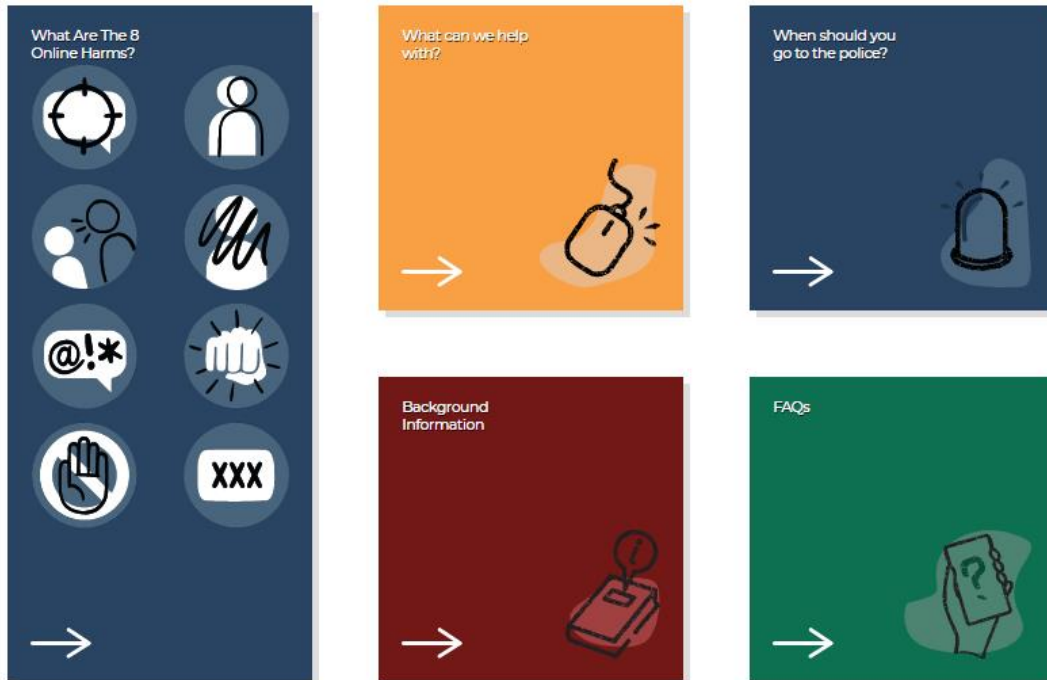 What Are The 8
Online Harms?
@!*
XXX
What can we help
with?
When should you
go to the police?
Background
Information
i
FAQs
?